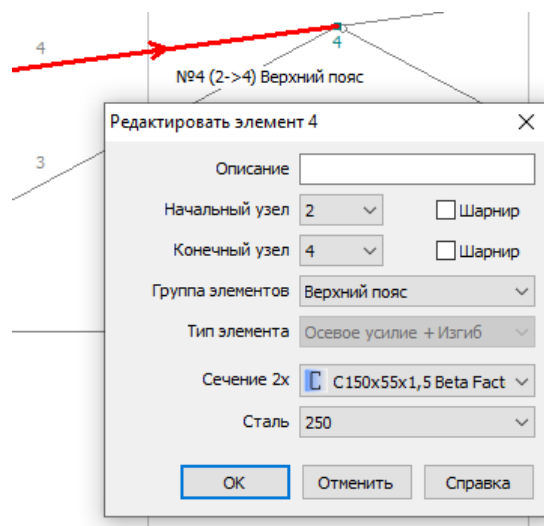 4
4
№4 (2->4) Верхний пояс
Редактировать элемент 4
3
Описание
Начальный узел 2 Шарнир
Конечный узел 4 Шарнир
Группа элементов Верхний пояс
Тип элемента Осевое усилие + Изгиб
Сечение 2x C150x55x1,5 Beta Fact
Сталь 250
OK Отменить Справка